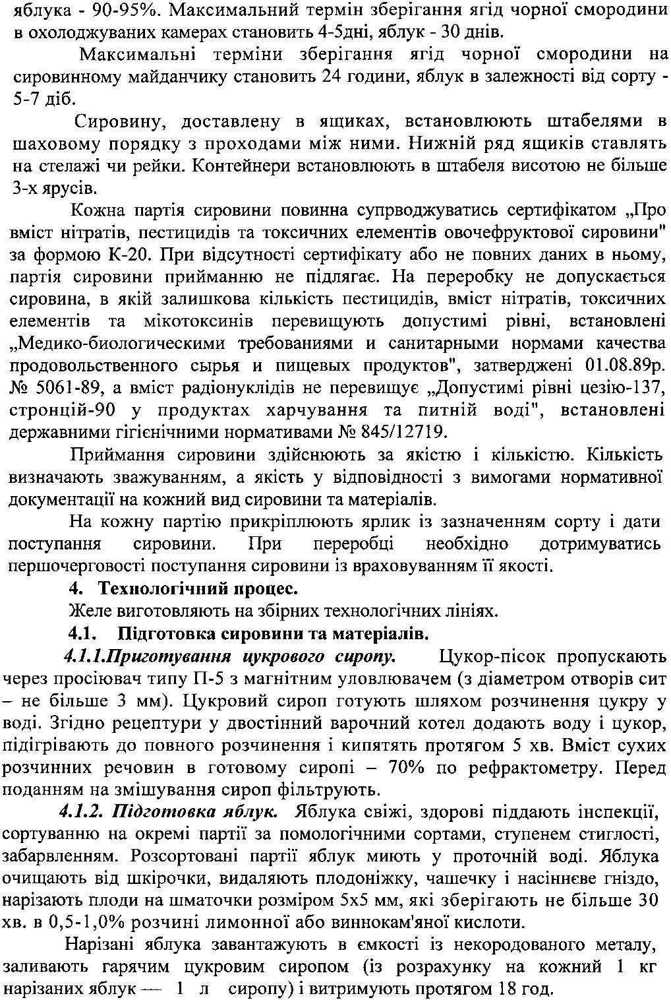 яблука - 90-95%. Максимальний термін зберігання ягід чорної смородини
в охолоджуваних камерах становить 4-5дні, яблук - 30 днів.
Максимальні терміни зберігання ягід чорної смородини на
сировинному майданчику становить 24 години, яблук в залежності від сорту -
5-7 діб.
Сировину, доставлену в ящиках, встановлюють штабелями в
шаховому порядку з проходами між ними. Нижній ряд ящиків ставлять
на стелажі чи рейки. Контейнери встановлюють в штабеля висотою не більше
3-х ярусів.
Кожна партія сировини повинна супрводжуватись сертифікатом „Про
вміст нітратів, пестицидів та токсичних елементів овочефруктової сировини"
за формою К-20. При відсутності сертифікату або не повних даних в ньому,
партія сировини прийманню не підлягає. На переробку не допускається
сировина, в якій залишкова кількість пестицидів, вміст нітратів, токсичних
елементів та мікотоксинів перевищують допустимі рівні, встановлені
„Медико-биологическими требованиями и санитарными нормами качества
продовольственного сырья и пищевых продуктов", затверджені 01.08.89р.
№ 5061-89, а вміст радіонуклідів не перевищує „Допустимі рівні цезію-137,
стронцій-90 у продуктах харчування та питній воді", встановлені
державними гігієнічними нормативами № 845/12719.
Приймання сировини здійснюють за якістю і кількістю. Кількість
визначають зважуванням, а якість у відповідності з вимогами нормативної
документації на кожний вид сировини та матеріалів.
На кожну партію прикріплюють ярлик із зазначенням сорту і дати
поступання сировини. При переробці необхідно дотримуватись
першочерговості поступання сировини із враховуванням її якості.
4. Технологічний процес.
Желе виготовляють на збірних технологічних лініях.
4.1. Підготовка сировини та матеріалів.
4.1.1.Приготування цукрового сиропу. Цукор-пісок пропускають
через просіювач типу П-5 з магнітним уловлювачем (з діаметром отворів сит
– не більше 3 мм). Цукровий сироп готують шляхом розчинення цукру у
воді. Згідно рецептури у двостінний варочний котел додають воду і цукор,
підігрівають до повного розчинення і кипятять протягом 5 хв. Вміст сухих
розчинних речовин в готовому сиропі – 70% по рефрактометру. Перед
поданням на змішування сироп фільтрують.
4.1.2. Підготовка яблук. Яблука свіжі, здорові піддають інспекції,
сортуванню на окремі партії за помологічними сортами, ступенем стиглості,
забарвленням. Розсортовані партії яблук миють у проточній воді. Яблука
очищають від шкірочки, видаляють плодоніжку, чашечку і насіннєве гніздо,
нарізають плоди на шматочки розміром 5х5 мм, які зберігають не більше 30
хв. в 0,5-1,0% розчині лимонної або виннокам'яної кислоти.
Нарізані яблука завантажують в ємкості із некородованого металу,
заливають гарячим цукровим сиропом (із розрахунку на кожний 1 кг
нарізаних яблук — 1 л сиропу) і витримують протягом 18 год.